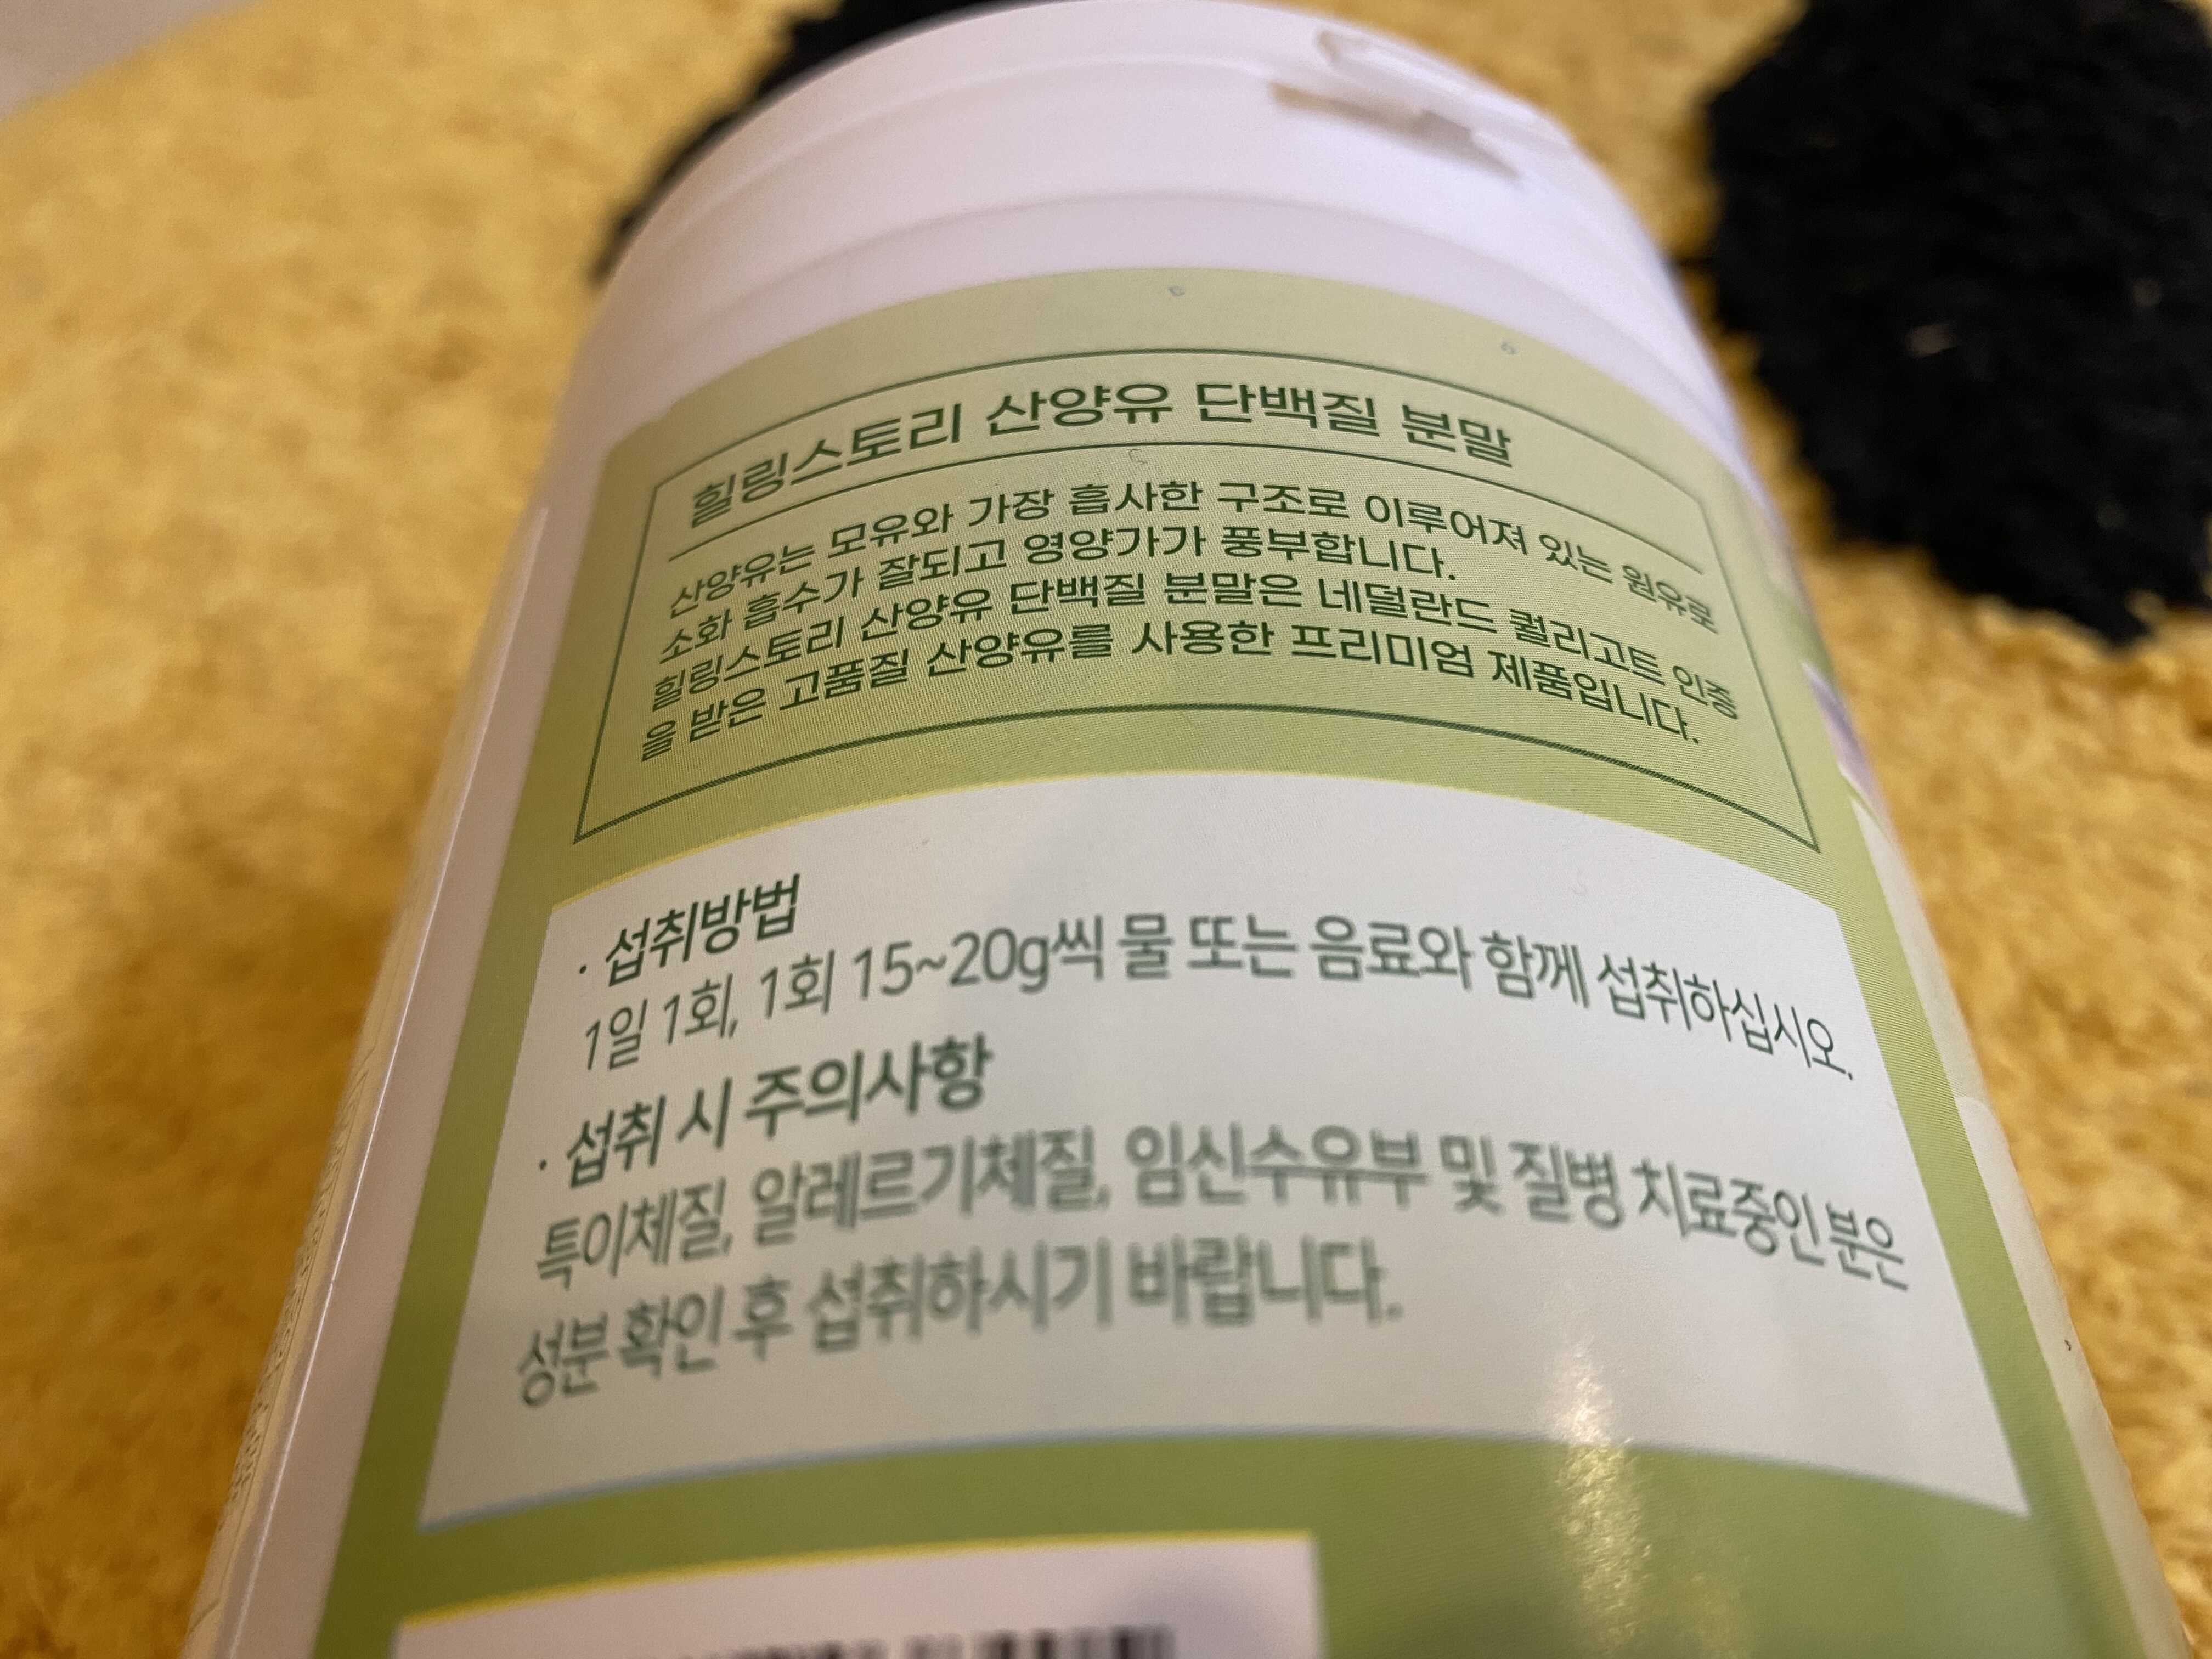 힐링스토리 산양유 단백질 분말
산양유는 모유와 가장 흡사한 구조로 이루어져 있는 원유로
소화 흡수가 잘되고 영양가가 풍부합니다.
힐링스토리 산양유 단백질 분말은 네덜란드 퀄리고트 인증
을 받은 고품질 산양유를 사용한 프리미엄 제품입니다.
· 섭취방법
1일 1회, 1회 15~20g씩 물 또는 음료와 함께 섭취하십시오.
· 섭취 시 주의사항
특이체질, 알레르기체질, 임신수유부 및 질병 치료중인 분은
성분 확인 후 섭취하시기 바랍니다.